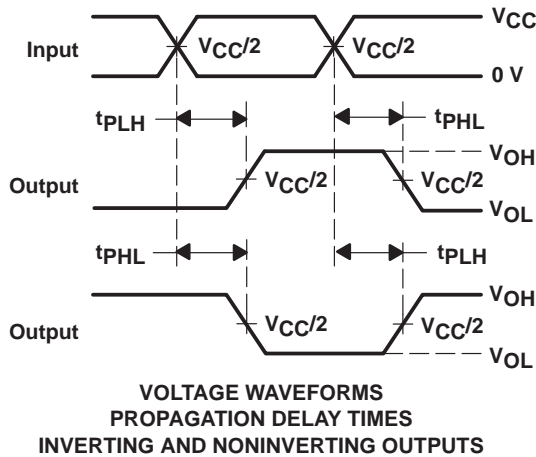 VCC
Input
VCC/2
VCC/2
0 V
tPLH
tPHL
VOH
Output
VCC/2
VCC/2
VOL
tPHL
tPLH
VOH
Output
VCC/2
VCC/2
VOL
VOLTAGE WAVEFORMS
PROPAGATION DELAY TIMES
INVERTING AND NONINVERTING OUTPUTS